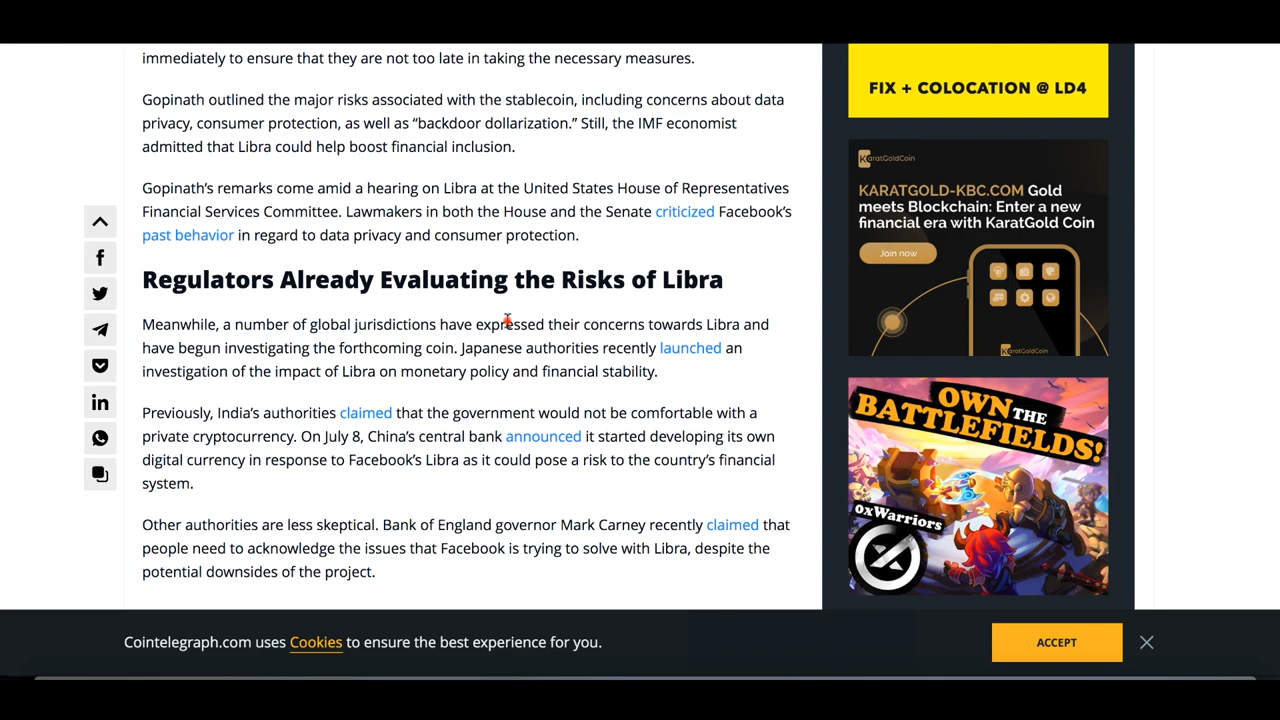 immediately to ensure that they are not too late in taking the necessary measures.
Gopinath outlined the major risks associated with the stablecoin, including concerns about data
privacy, consumer protection, as well as “backdoor dollarization.” Still, the IMF economist
admitted that Libra could help boost financial inclusion.
Gopinath’s remarks come amid a hearing on Libra at the United States House of Representatives
Financial Services Committee. Lawmakers in both the House and the Senate criticized Facebook’s
past behavior in regard to data privacy and consumer protection.
Regulators Already Evaluating the Risks of Libra
Meanwhile, a number of global jurisdictions have expressed their concerns towards Libra and
have begun investigating the forthcoming coin. Japanese authorities recently launched an
investigation of the impact of Libra on monetary policy and financial stability.
Previously, India’s authorities claimed that the government would not be comfortable with a
private cryptocurrency. On July 8, China’s central bank announced it started developing its own
digital currency in response to Facebook’s Libra as it could pose a risk to the country’s financial
system.
Other authorities are less skeptical. Bank of England governor Mark Carney recently claimed that
people need to acknowledge the issues that Facebook is trying to solve with Libra, despite the
potential downsides of the project.
FIX + COLOCATION @ LD4
KaratGoldCoin
KARATGOLD-KBC.COM Gold
meets Blockchain: Enter a new
financial era with KaratGold Coin
Join now
KaratGoldCoin
OWN THE
BATTLEFIELDS!
0xWarriors
Cointelegraph.com uses Cookies to ensure the best experience for you.
ACCEPT